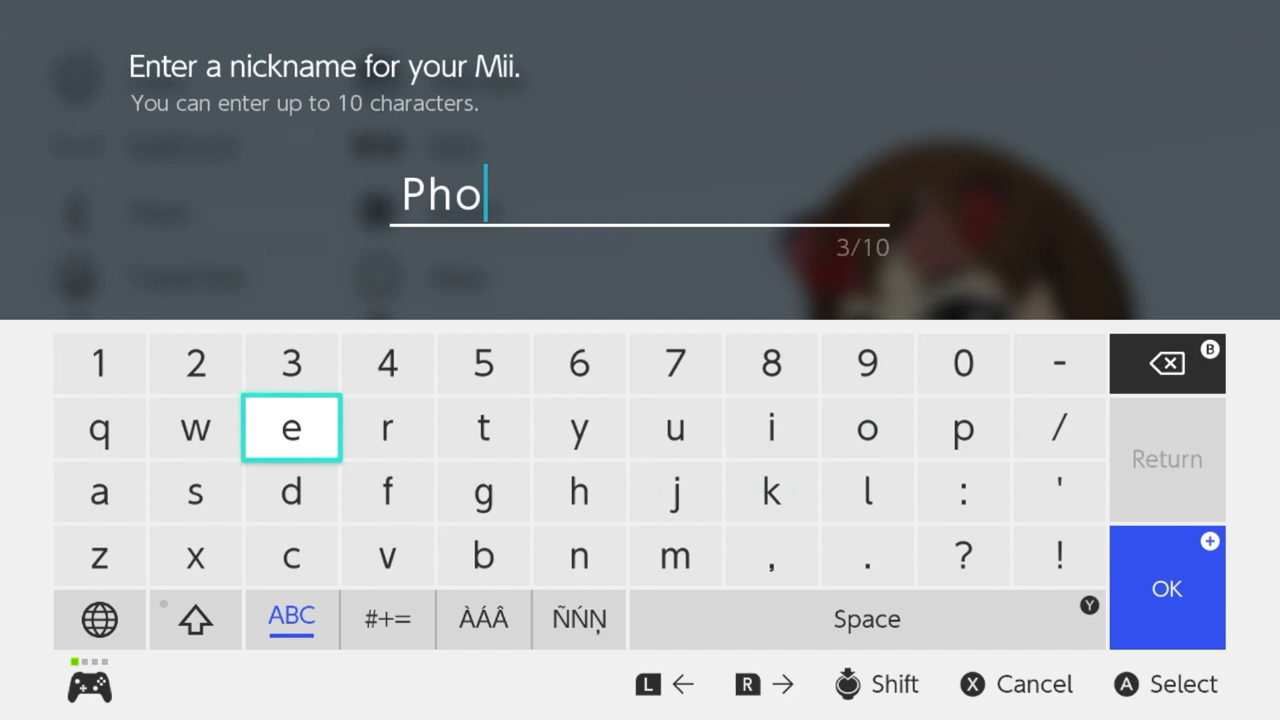 Enter a nickname for your Mii.
You can enter up to 10 characters.
Pho
3/10
1 2 3 4 5 6 7 8 9 0 - B
q w e r t y u i o p /
Return
a s d f g h j k l : '
z x c v b n m , . ? ! +
OK
ABC #+= ÀÁÂ ÑŃŅ Space Y
L ← R → Shift X Cancel A Select